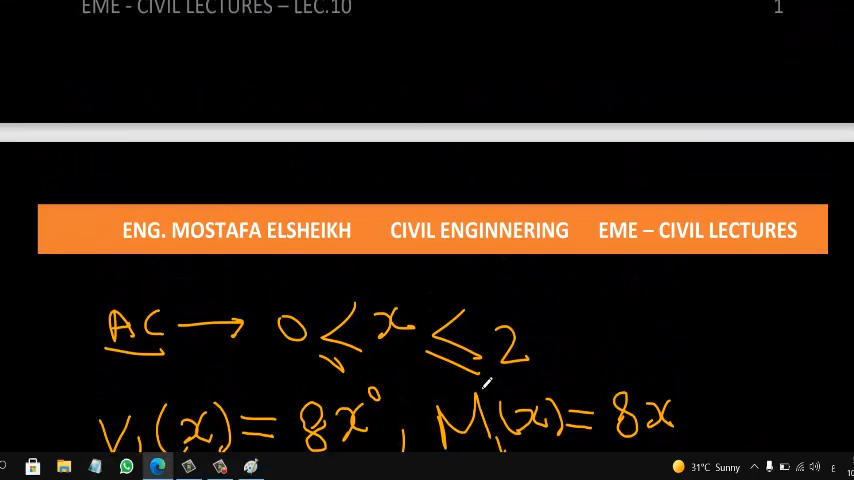 EME - CIVIL LECTURES – LEC.10 1
ENG. MOSTAFA ELSHEIKH CIVIL ENGINNERING EME – CIVIL LECTURES
AC → 0 ≤ x ≤ 2
V₁(x) = 8x⁰ , M₁(x) = 8x
31°C Sunny